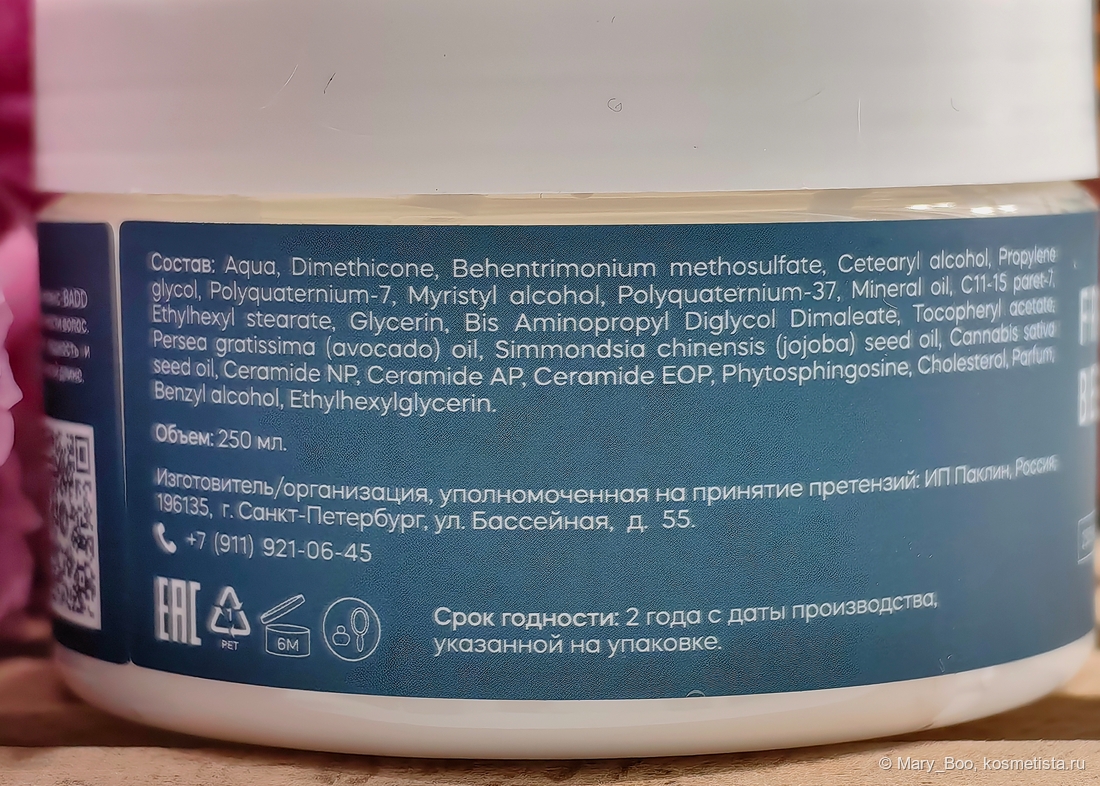 BADD
волос.
и
Состав: Aqua, Dimethicone, Behentrimonium methosulfate, Cetearyl alcohol, Propylene
glycol, Polyquaternium-7, Myristyl alcohol, Polyquaternium-37, Mineral oil, C11-15 paret-7,
Ethylhexyl stearate, Glycerin, Bis Aminopropyl Diglycol Dimaleate, Tocopheryl acetate,
Persea gratissima (avocado) oil, Simmondsia chinensis (jojoba) seed oil, Cannabis sativa
seed oil, Ceramide NP, Ceramide AP, Ceramide EOP, Phytosphingosine, Cholesterol, Parfum,
Benzyl alcohol, Ethylhexylglycerin.
Объем: 250 мл.
Изготовитель/организация, уполномоченная на принятие претензий: ИП Паклин, Россия,
196135, г. Санкт-Петербург, ул. Бассейная, д. 55.
+7 (911) 921-06-45
EAC
PET
6M
Срок годности: 2 года с даты производства,
указанной на упаковке.
© Mary_Boo, kosmetista.ru